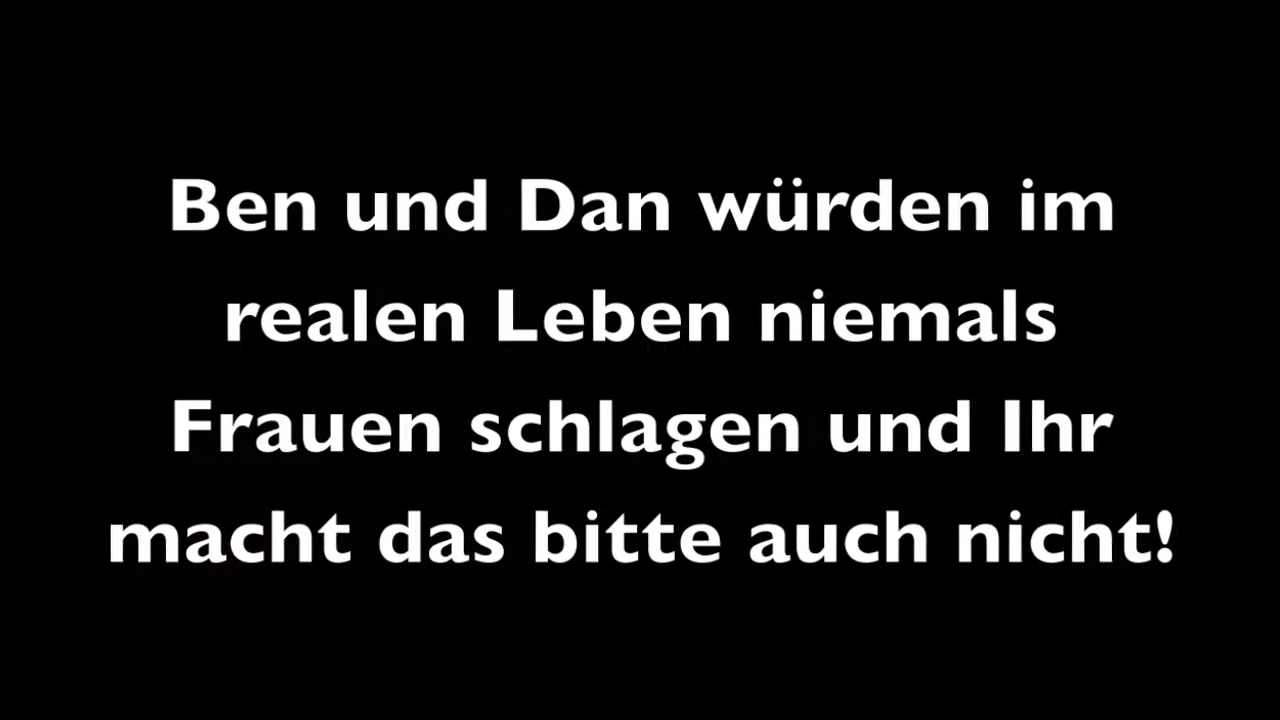 Ben und Dan würden im
realen Leben niemals
Frauen schlagen und Ihr
macht das bitte auch nicht!